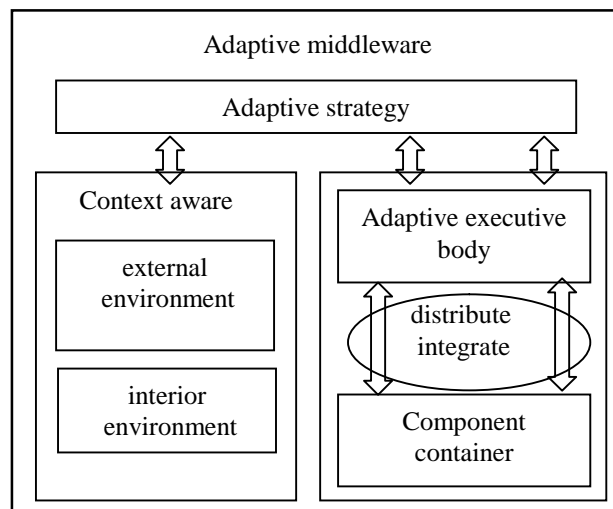 Adaptive middleware
Adaptive strategy
Context aware
external
environment
interior
environment
Adaptive executive
body
distribute
integrate
Component
container